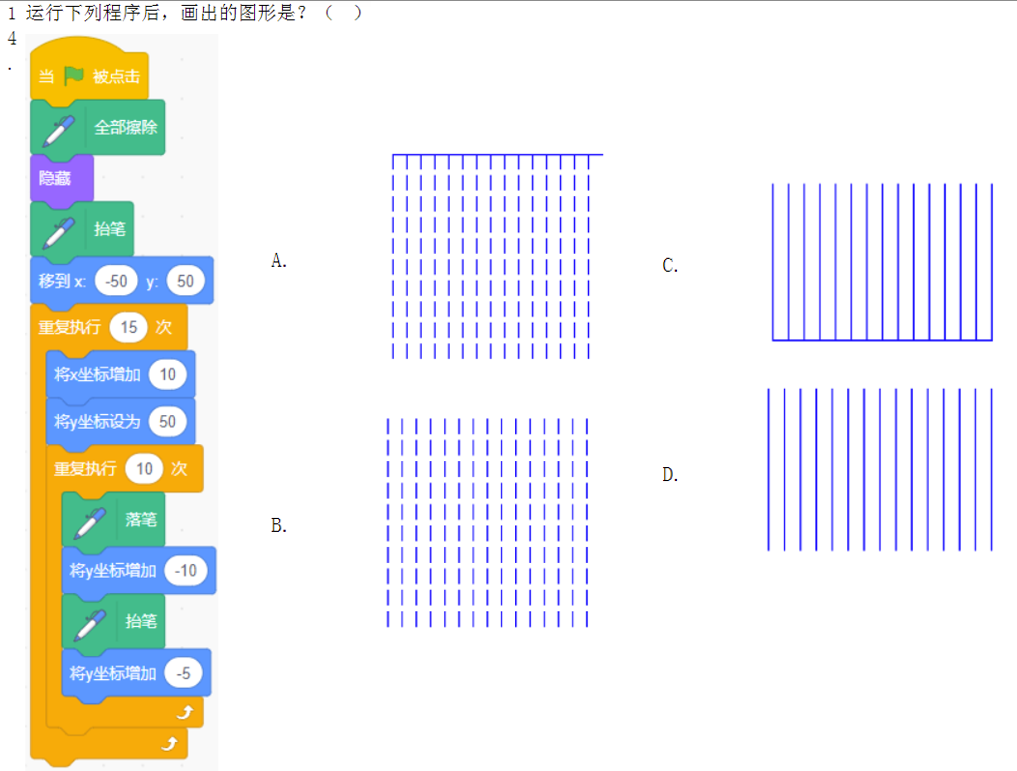 1 运行下列程序后，画出的图形是？（ ）
4
.
当 被点击
全部擦除
隐藏
抬笔
移到 x: -50 y: 50
重复执行 15 次
将x坐标增加 10
将y坐标设为 50
重复执行 10 次
落笔
将y坐标增加 -10
抬笔
将y坐标增加 -5
A.
B.
C.
D.